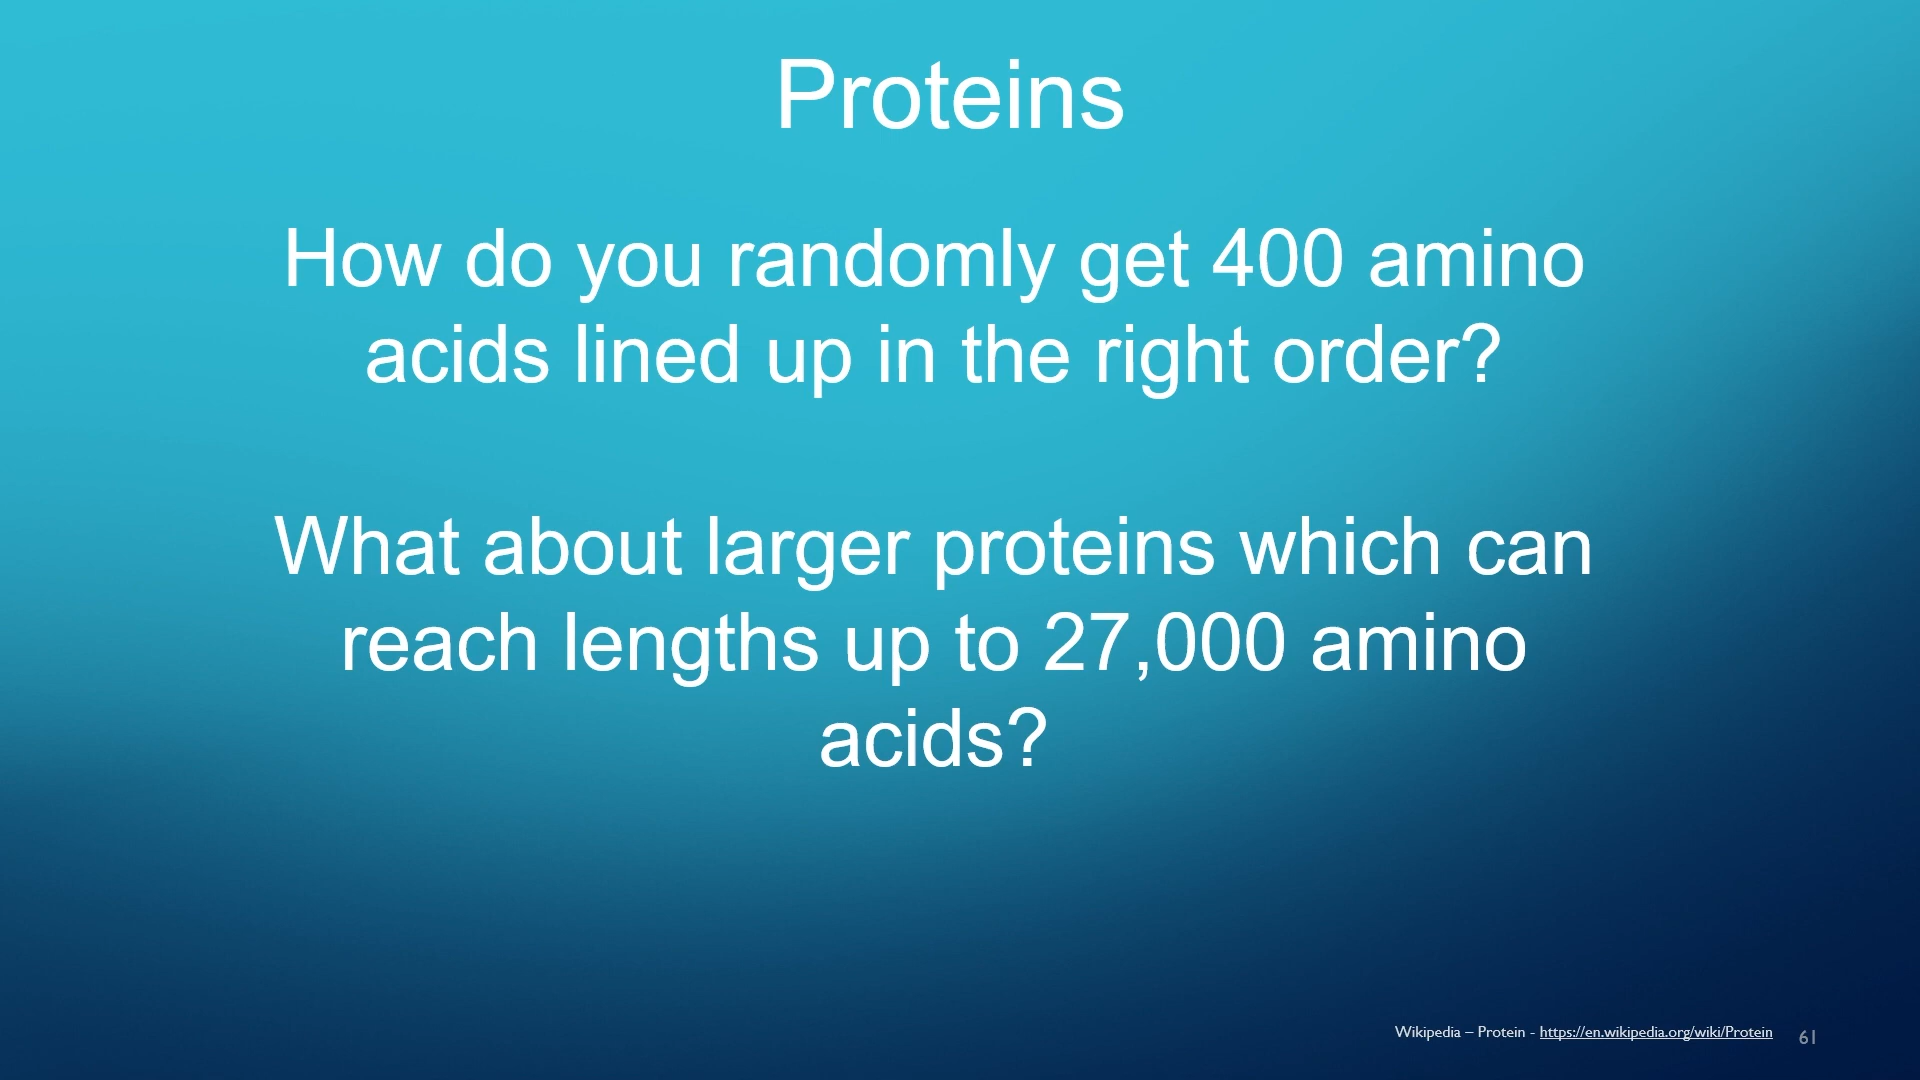 Proteins
How do you randomly get 400 amino
acids lined up in the right order?
What about larger proteins which can
reach lengths up to 27,000 amino
acids?
Wikipedia – Protein - https://en.wikipedia.org/wiki/Protein
61